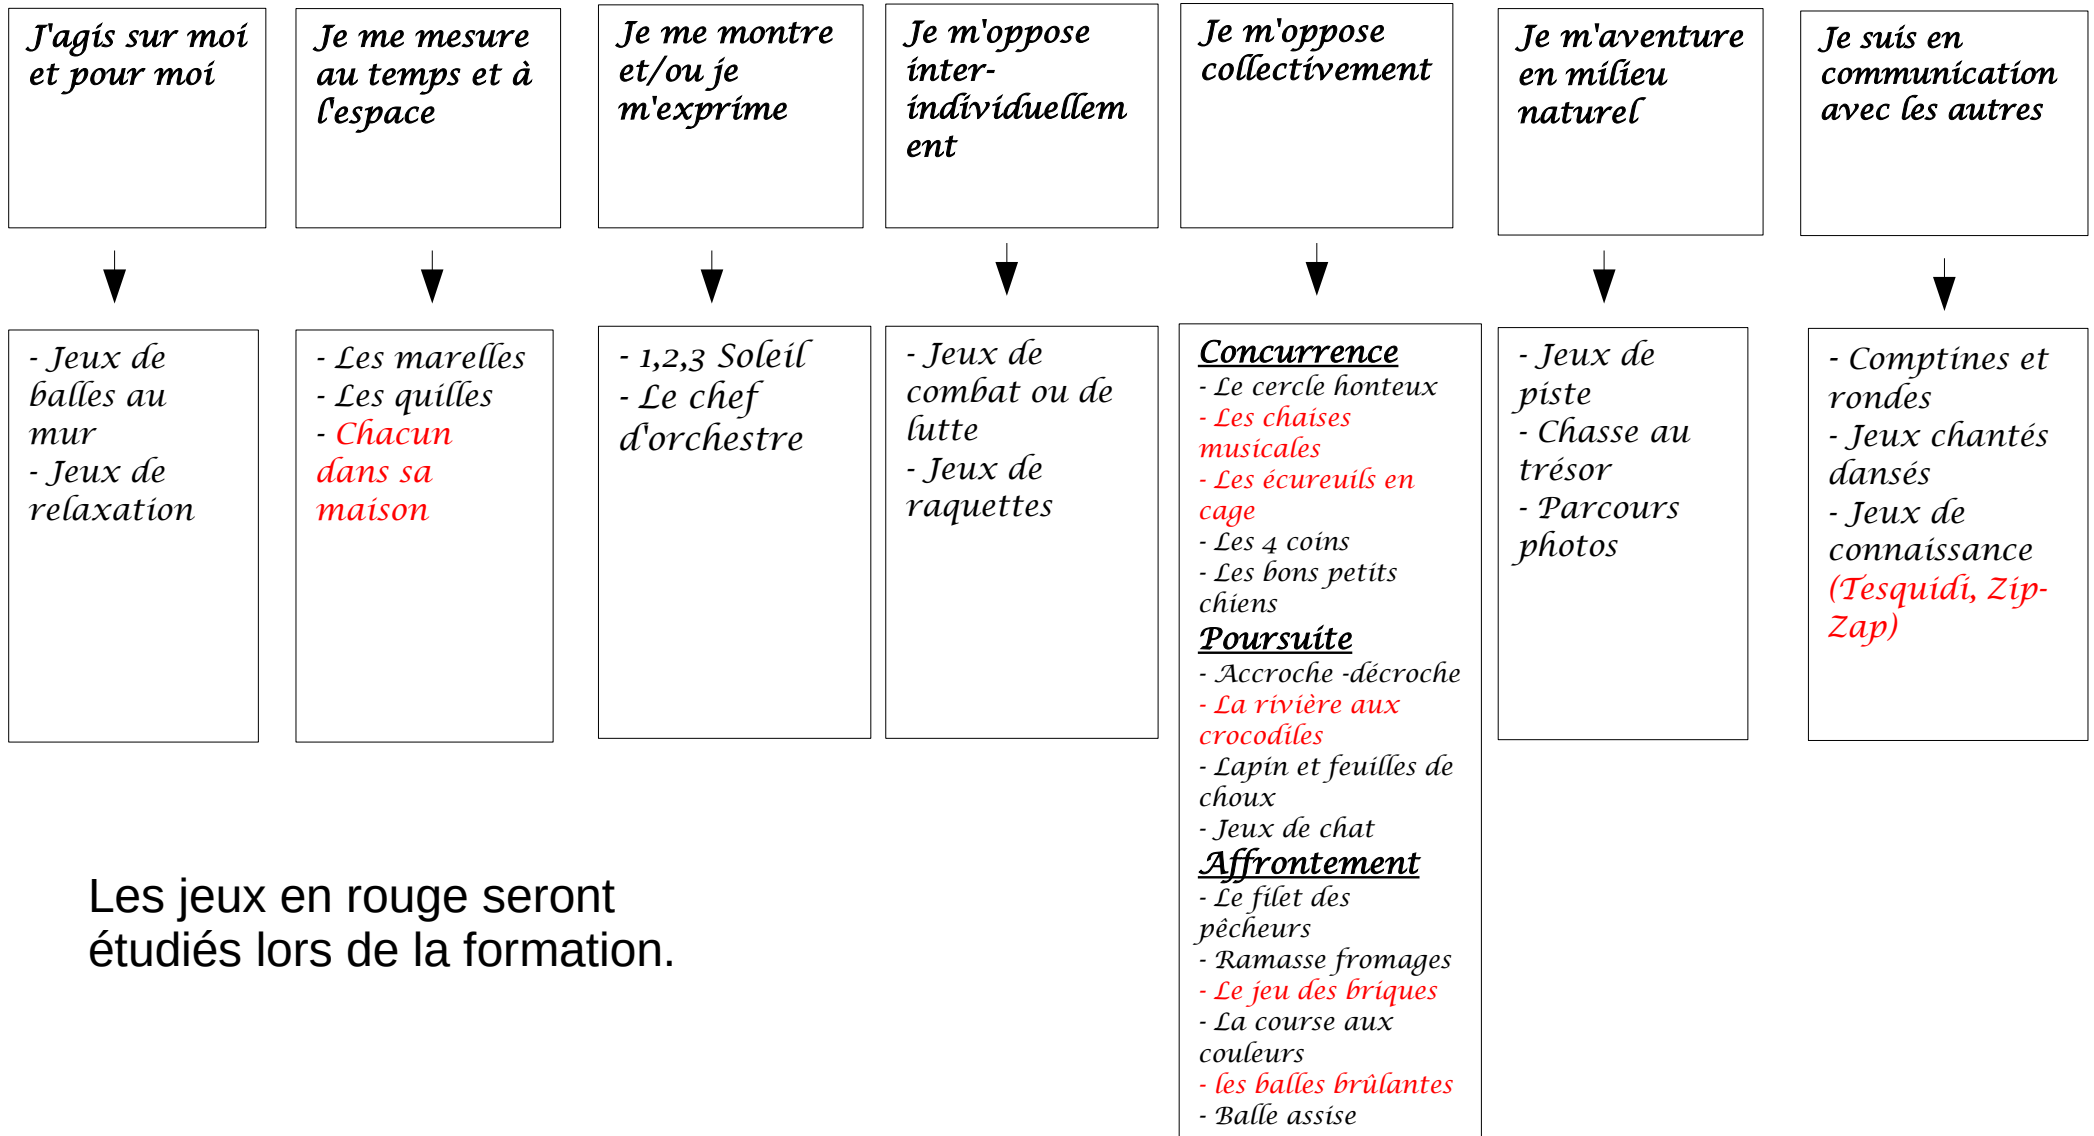 J'agis sur moi
et pour moi
Je me mesure
au temps et à
l'espace
Je me montre
et/ou je
m'exprime
Je m'oppose
inter-
individuellem
ent
Je m'oppose
collectivement
Je m'aventure
en milieu
naturel
Je suis en
communication
avec les autres
- Jeux de
balles au
mur
- Jeux de
relaxation
- Les marelles
- Les quilles
- Chacun
dans sa
maison
- 1,2,3 Soleil
- Le chef
d'orchestre
- Jeux de
combat ou de
lutte
- Jeux de
raquettes
Concurrence
- Le cercle honteux
- Les chaises
musicales
- Les écureuils en
cage
- Les 4 coins
- Les bons petits
chiens
Poursuite
- Accroche -décroche
- La rivière aux
crocodiles
- Lapin et feuilles de
choux
- Jeux de chat
Affrontement
- Le filet des
pêcheurs
- Ramasse fromages
- Le jeu des briques
- La course aux
couleurs
- les balles brûlantes
- Balle assise
- Jeux de
piste
- Chasse au
trésor
- Parcours
photos
- Comptines et
rondes
- Jeux chantés
dansés
- Jeux de
connaissance
(Tesquidi, Zip-
Zap)
Les jeux en rouge seront
étudiés lors de la formation.